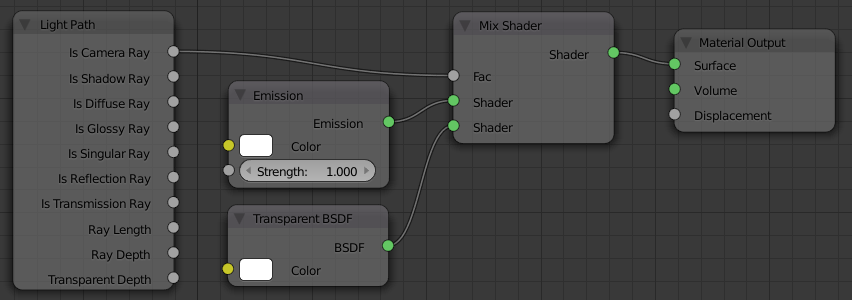 Light Path
Is Camera Ray
Is Shadow Ray
Is Diffuse Ray
Is Glossy Ray
Is Singular Ray
Is Reflection Ray
Is Transmission Ray
Ray Length
Ray Depth
Transparent Depth
Emission
Emission
Color
Strength: 1.000
Transparent BSDF
BSDF
Color
Mix Shader
Shader
Fac
Shader
Shader
Material Output
Surface
Volume
Displacement